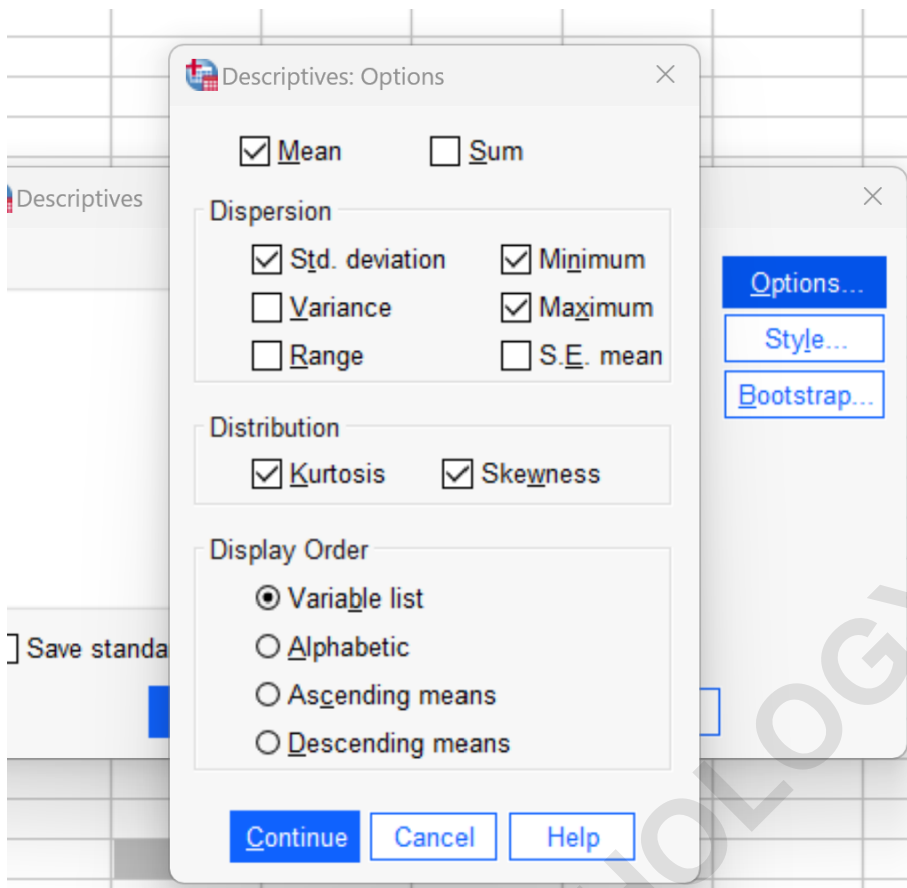 Descriptives: Options
Mean
Sum
Descriptives
Dispersion
Std. deviation
Minimum
Options...
Variance
Maximum
Style...
Range
S.E. mean
Bootstrap...
Distribution
Kurtosis
Skewness
Display Order
Variable list
Alphabetic
Save standa
Ascending means
Descending means
Continue
Cancel
Help
HOLOGY